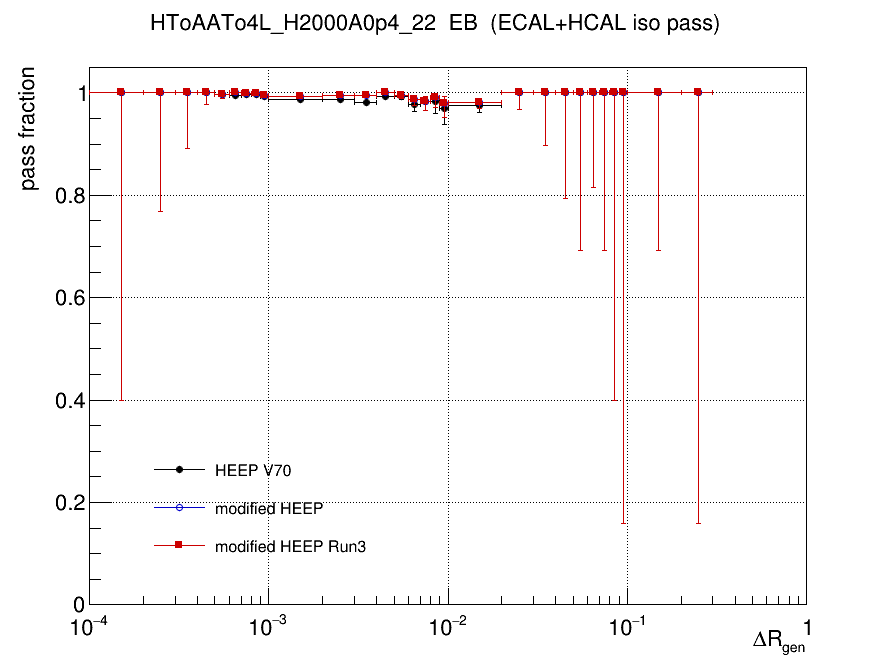 HToAATo4L_H2000A0p4_22 EB (ECAL+HCAL iso pass)
pass fraction
1
0.8
0.6
0.4
0.2
0
HEEP V70
modified HEEP
modified HEEP Run3
10⁻⁴ 10⁻³ 10⁻² 10⁻¹ 1
ΔR_gen